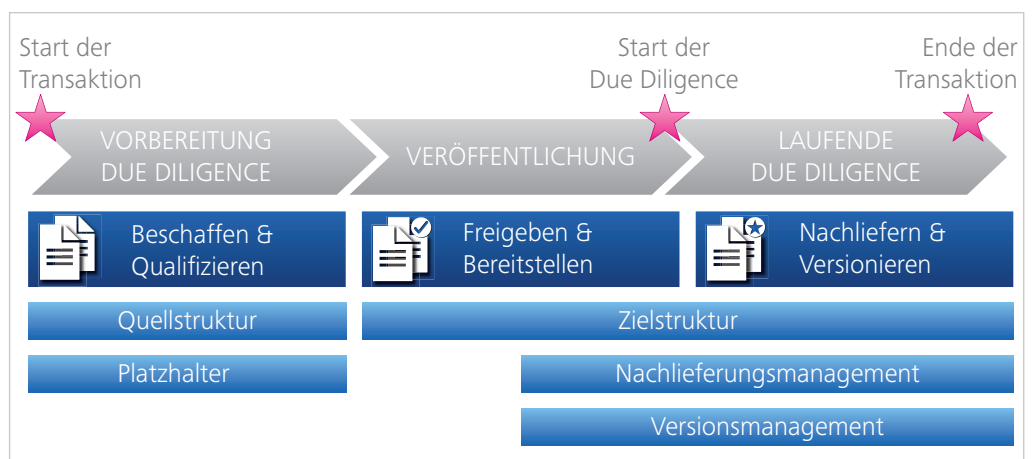 Start der
Transaktion
Start der
Due Diligence
Ende der
Transaktion
VORBEREITUNG
DUE DILIGENCE
VERÖFFENTLICHUNG
LAUFENDE
DUE DILIGENCE
Beschaffen &
Qualifizieren
Freigeben &
Bereitstellen
Nachliefern &
Versionieren
Quellstruktur
Zielstruktur
Platzhalter
Nachlieferungsmanagement
Versionsmanagement